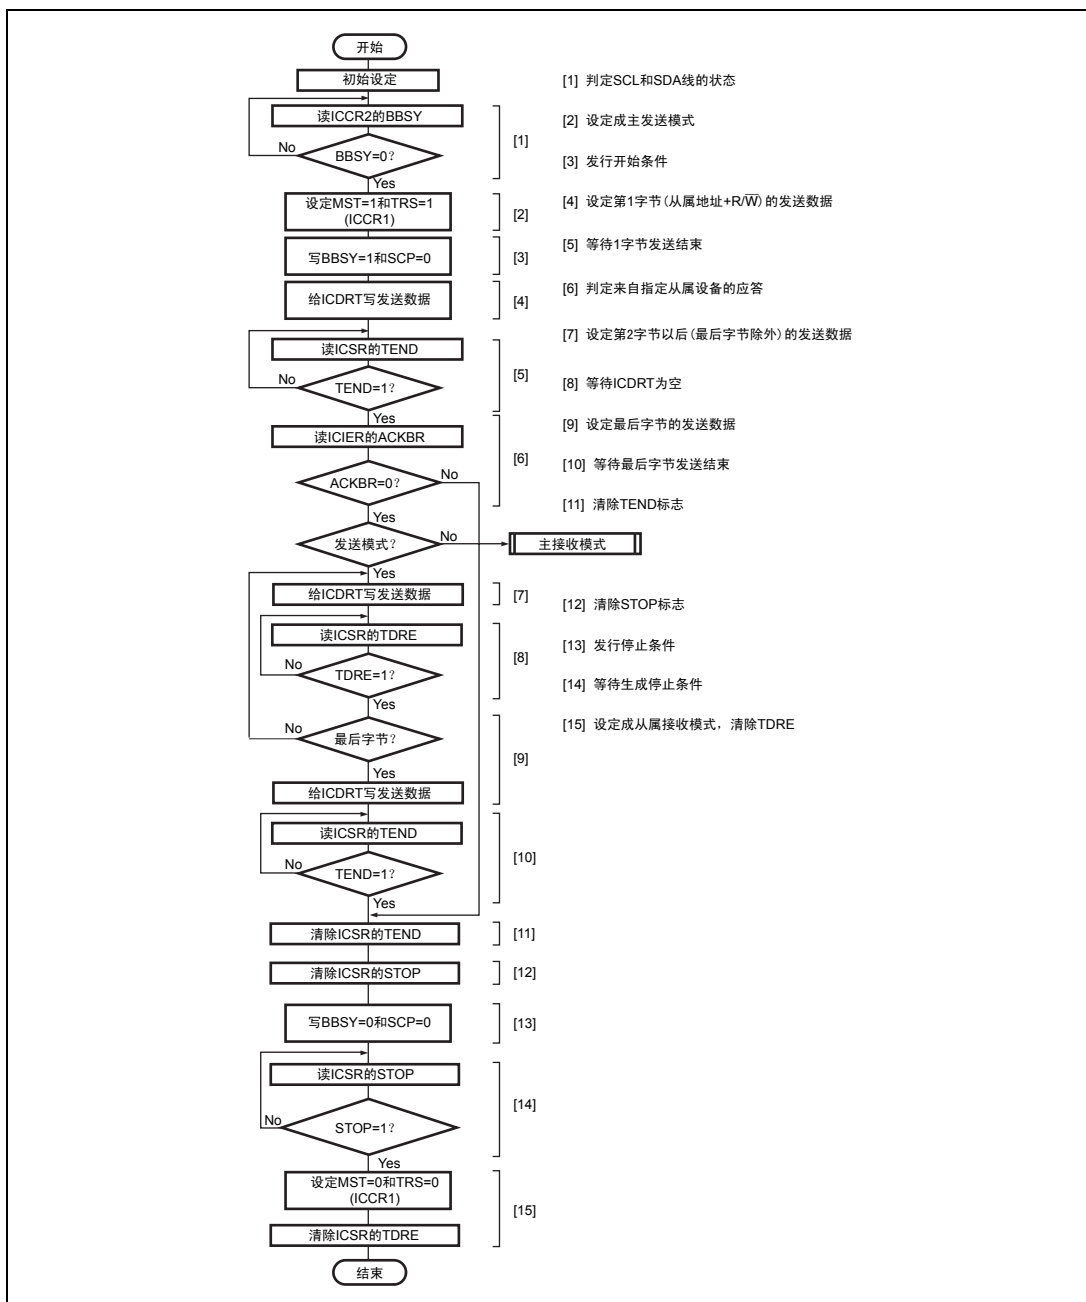 开始
初始设定
读ICCR2的BBSY
No
BBSY=0?
[1]
Yes
设定MST=1和TRS=1
(ICCR1)
[2]
写BBSY=1和SCP=0
[3]
给ICDRT写发送数据
[4]
读ICSR的TEND
No
TEND=1?
[5]
Yes
读ICIER的ACKBR
No
ACKBR=0?
[6]
Yes
发送模式?
No
主接收模式
Yes
给ICDRT写发送数据
[7]
读ICSR的TDRE
No
TDRE=1?
[8]
Yes
No
最后字节?
[9]
Yes
给ICDRT写发送数据
读ICSR的TEND
No
TEND=1?
[10]
Yes
清除ICSR的TEND
[11]
清除ICSR的STOP
[12]
写BBSY=0和SCP=0
[13]
读ICSR的STOP
No
STOP=1?
[14]
Yes
设定MST=0和TRS=0
(ICCR1)
[15]
清除ICSR的TDRE
结束
[1] 判定SCL和SDA线的状态
[2] 设定成主发送模式
[3] 发行开始条件
[4] 设定第1字节(从属地址+R/W̅)的发送数据
[5] 等待1字节发送结束
[6] 判定来自指定从属设备的应答
[7] 设定第2字节以后(最后字节除外)的发送数据
[8] 等待ICDRT为空
[9] 设定最后字节的发送数据
[10] 等待最后字节发送结束
[11] 清除TEND标志
[12] 清除STOP标志
[13] 发行停止条件
[14] 等待生成停止条件
[15] 设定成从属接收模式，清除TDRE